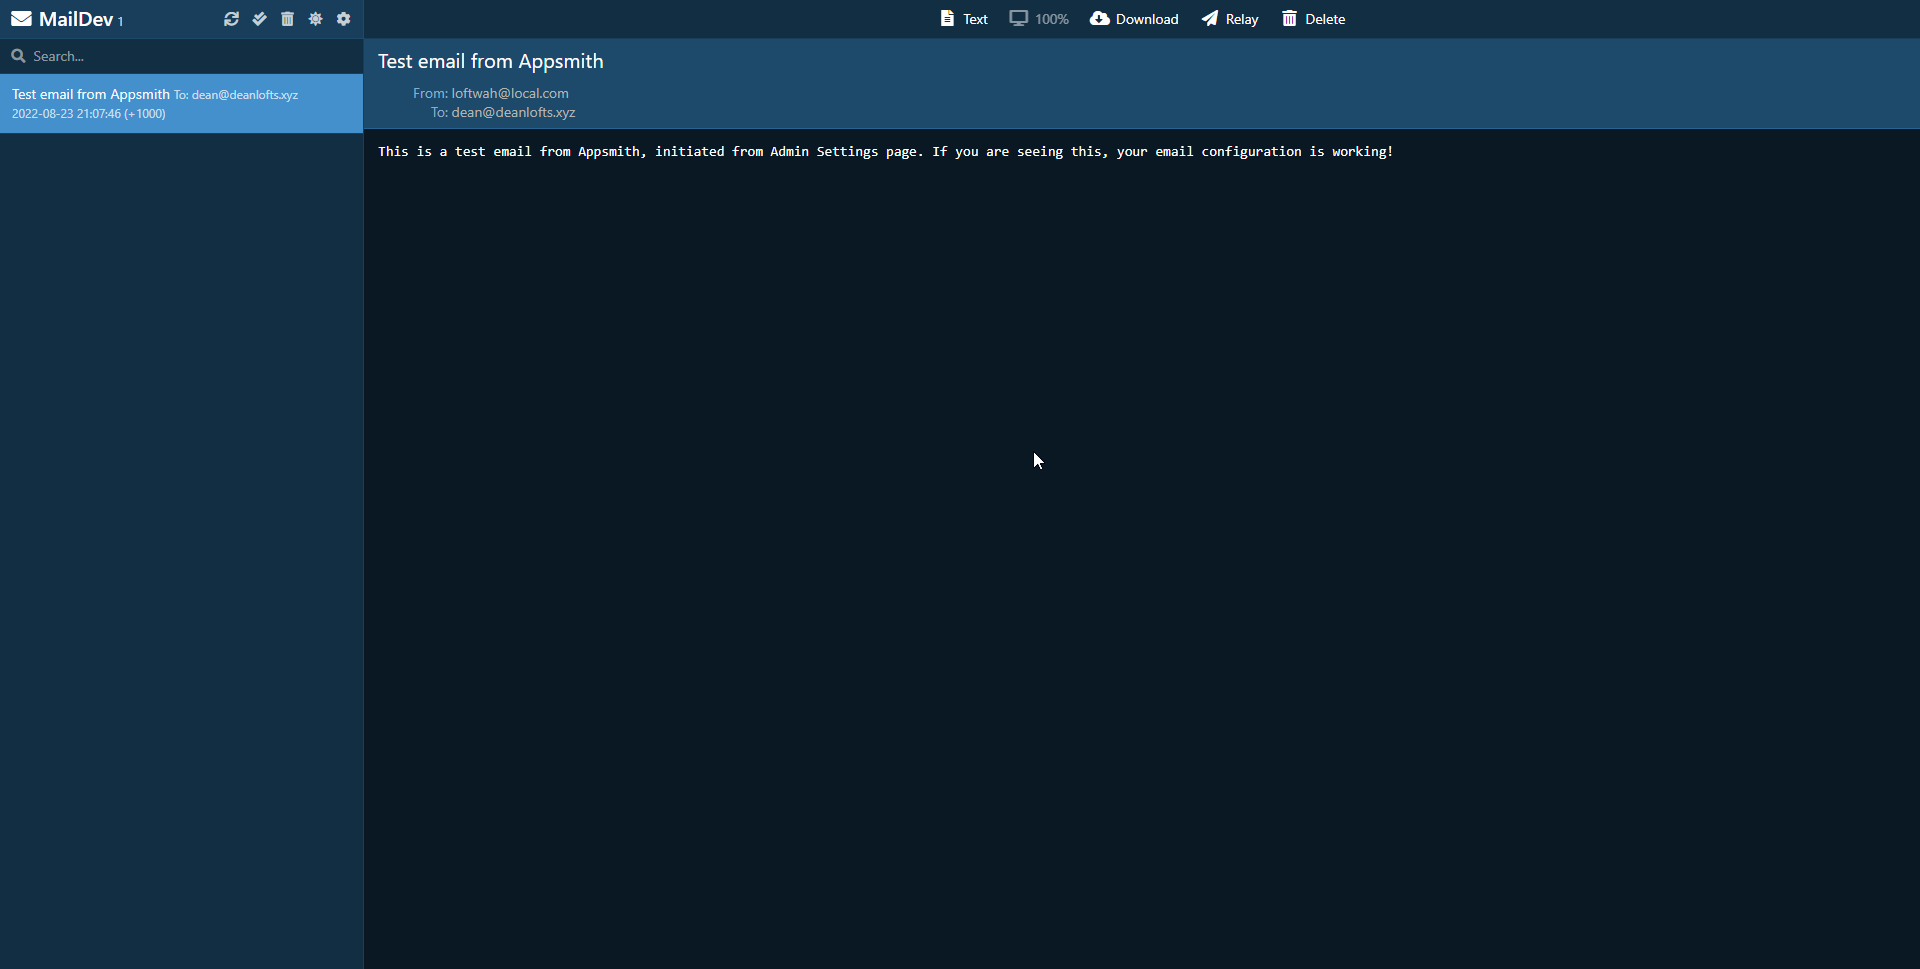 MailDev 1
Text 100% Download Relay Delete
Search...
Test email from Appsmith To: dean@deanlofts.xyz
2022-08-23 21:07:46 (+1000)
Test email from Appsmith
From: loftwah@local.com
To: dean@deanlofts.xyz
This is a test email from Appsmith, initiated from Admin Settings page. If you are seeing this, your email configuration is working!